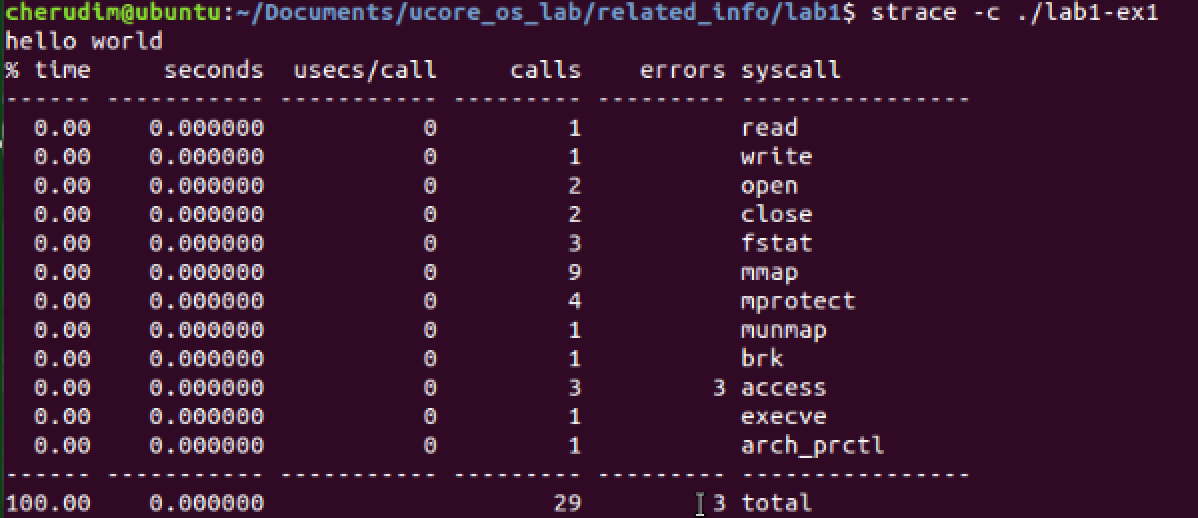 cherudim@ubuntu:~/Documents/ucore_os_lab/related_info/lab1$ strace -c ./lab1-ex1
hello world
% time     seconds  usecs/call     calls    errors syscall
------ ----------- ----------- --------- --------- ----------------
  0.00    0.000000           0         1           read
  0.00    0.000000           0         1           write
  0.00    0.000000           0         2           open
  0.00    0.000000           0         2           close
  0.00    0.000000           0         3           fstat
  0.00    0.000000           0         9           mmap
  0.00    0.000000           0         4           mprotect
  0.00    0.000000           0         1           munmap
  0.00    0.000000           0         1           brk
  0.00    0.000000           0         3         3 access
  0.00    0.000000           0         1           execve
  0.00    0.000000           0         1           arch_prctl
------ ----------- ----------- --------- --------- ----------------
100.00    0.000000                    29         3 total